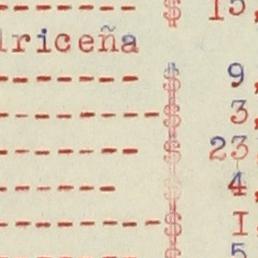 ------- $ 15,
lriceña
------- $ 9,
-------- $ 3,
------- $ 23,
------ $ 4,
-------- $ 1,
$ 5